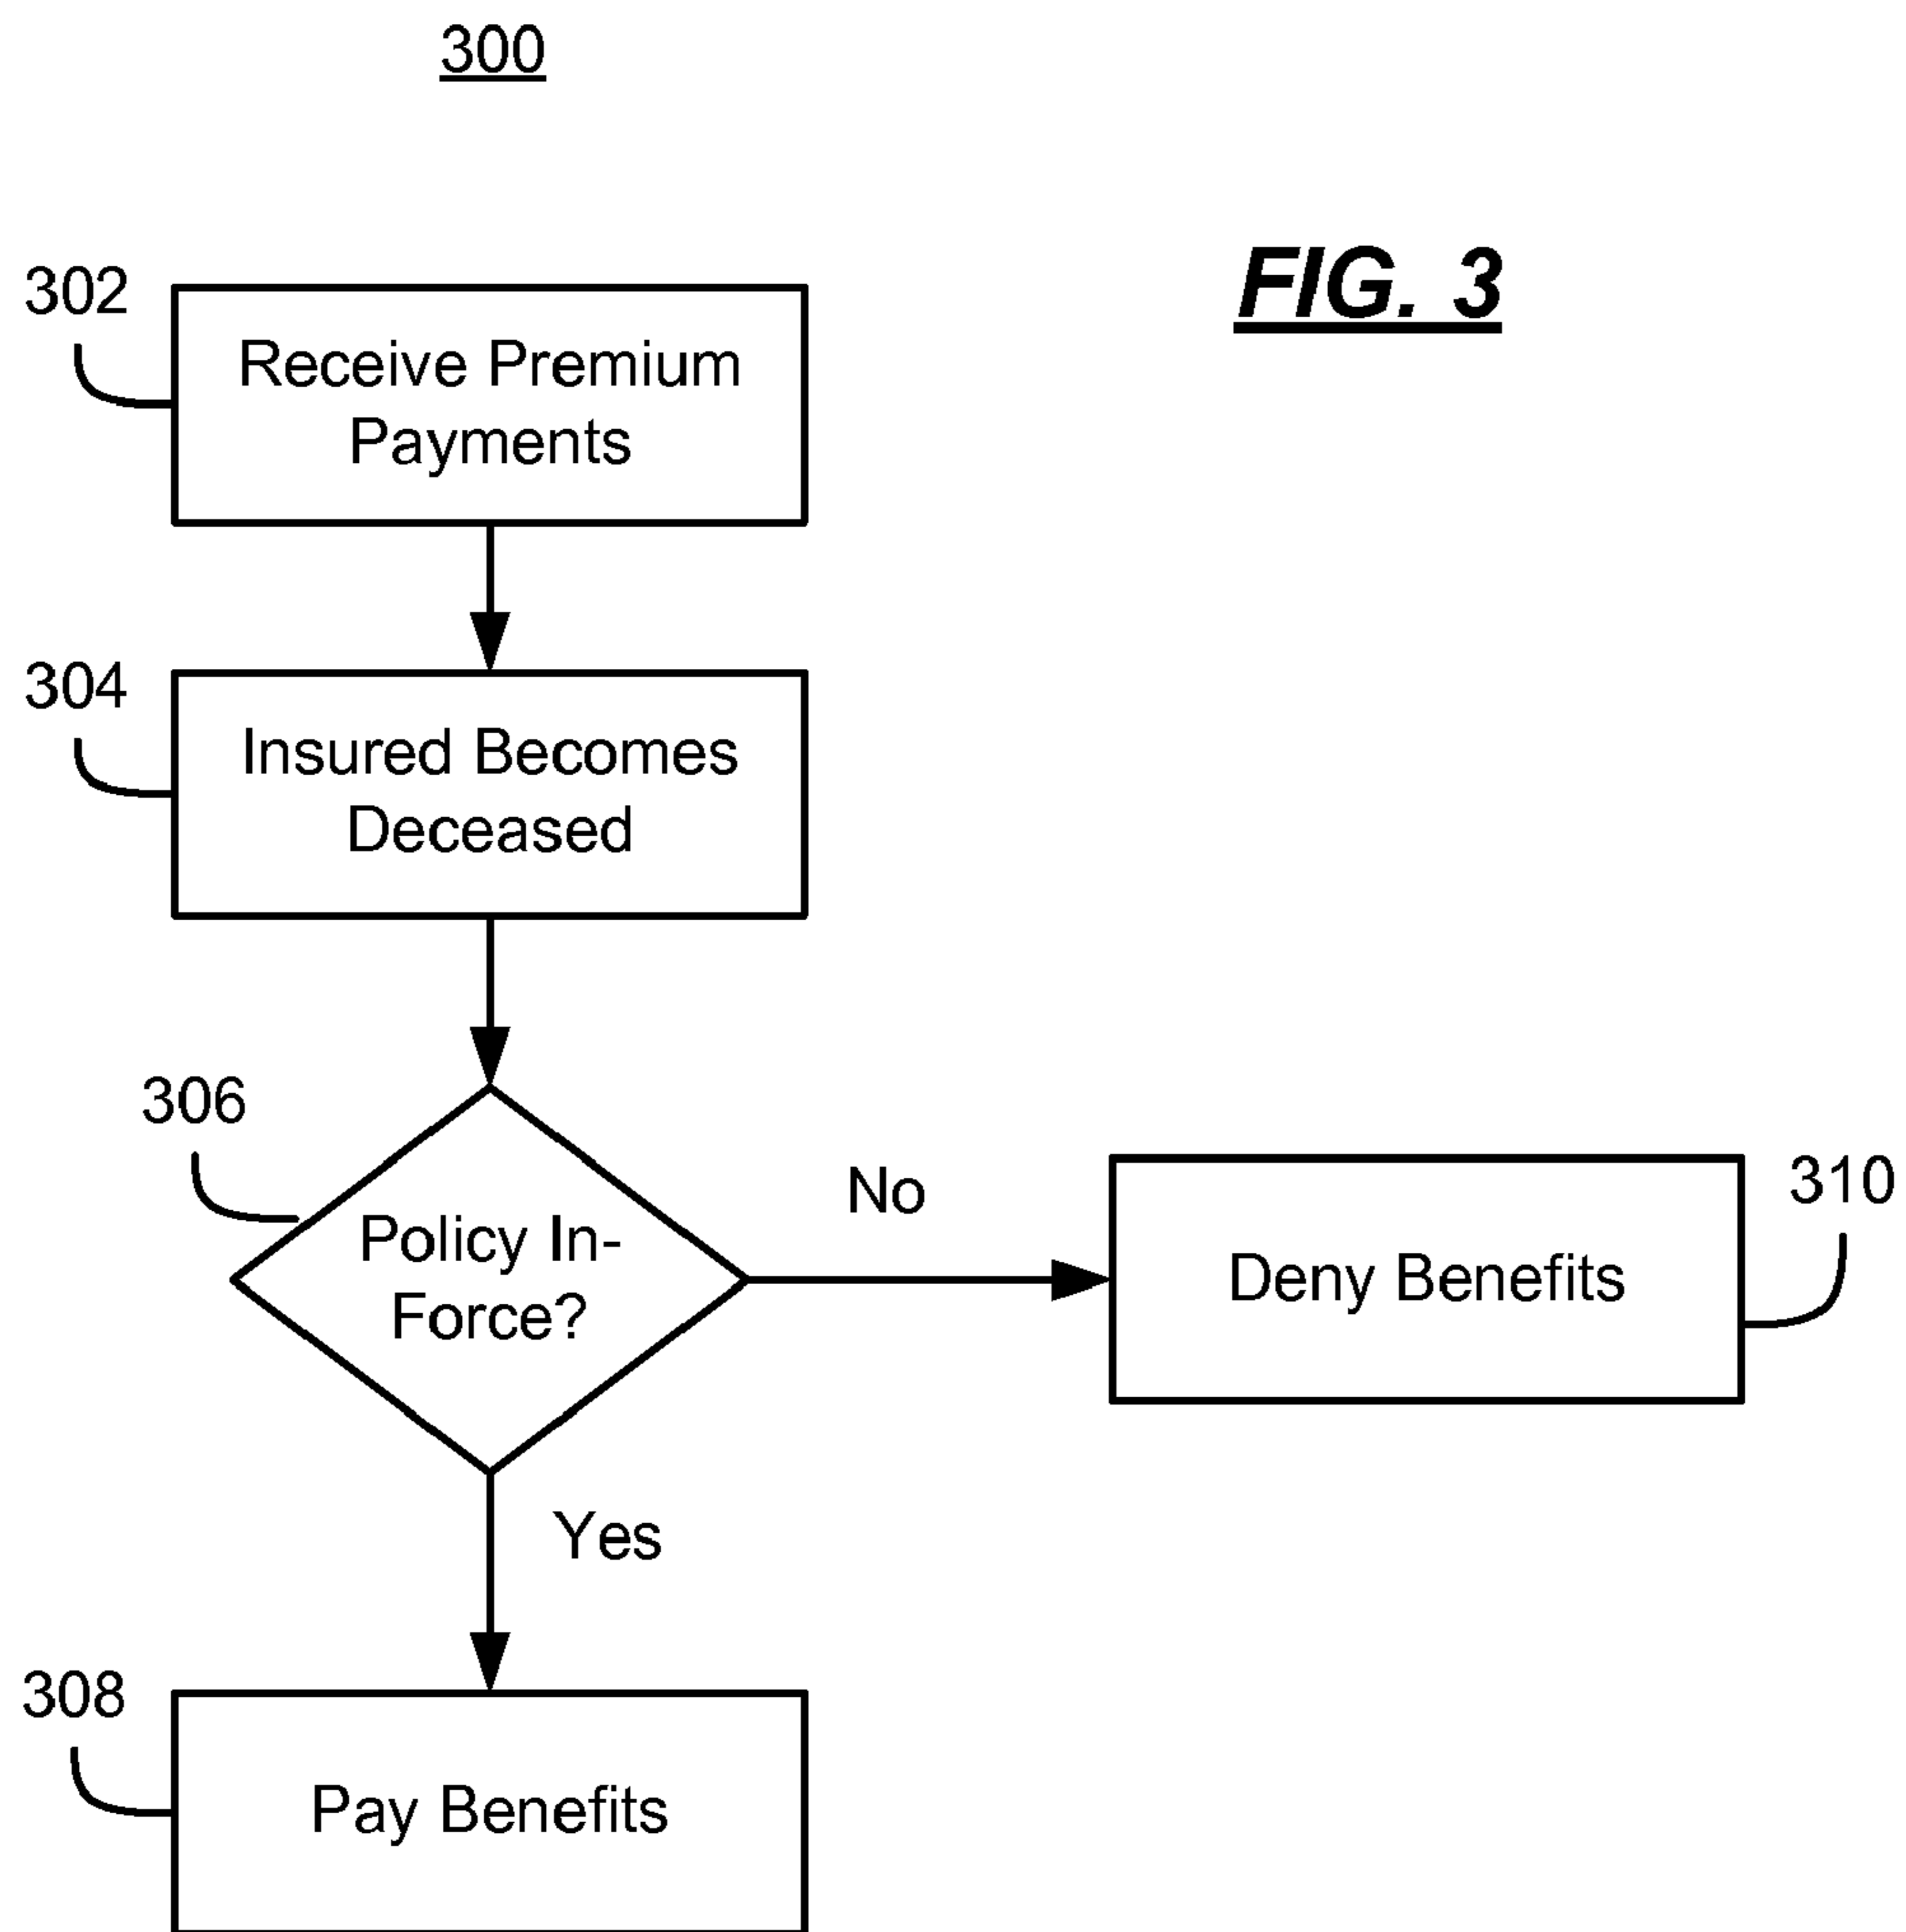 300
FIG. 3
302
Receive Premium
Payments
304
Insured Becomes
Deceased
306
Policy In-
Force?
No
310
Deny Benefits
Yes
308
Pay Benefits